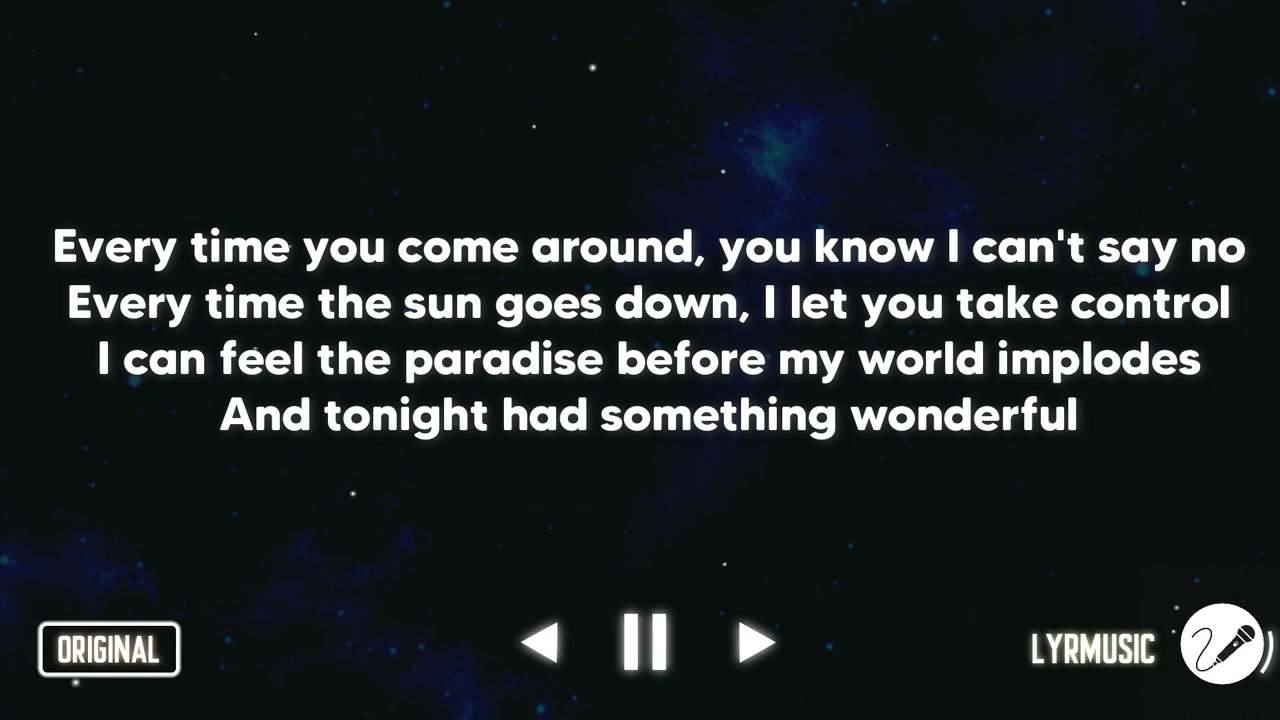 Every time you come around, you know I can't say no
Every time the sun goes down, I let you take control
I can feel the paradise before my world implodes
And tonight had something wonderful
ORIGINAL
LYRMUSIC